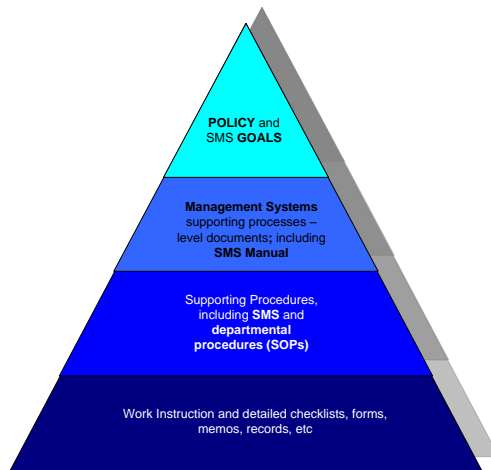 POLICY and
SMS GOALS
Management Systems
supporting processes –
level documents; including
SMS Manual
Supporting Procedures,
including SMS and
departmental
procedures (SOPs)
Work Instruction and detailed checklists, forms,
memos, records, etc